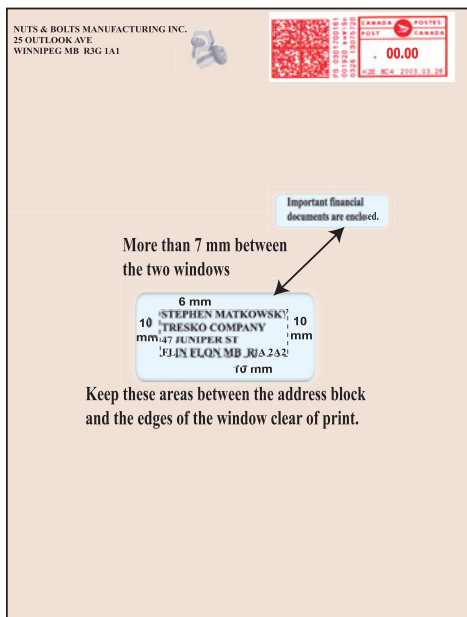 NUTS & BOLTS MANUFACTURING INC.
25 OUTLOOK AVE
WINNIPEG MB R3G 1A1
CANADA POSTES
POST CANADA
00.00
K2E 8C4 2003.03.26
Important financial
documents are enclosed.
More than 7 mm between
the two windows
6 mm
STEPHEN MATKOWSKY
10 mm
TRESKO COMPANY
10 mm
47 JUNIPER ST
FLIN FLON MB R1A 2A2
10 mm
Keep these areas between the address block
and the edges of the window clear of print.